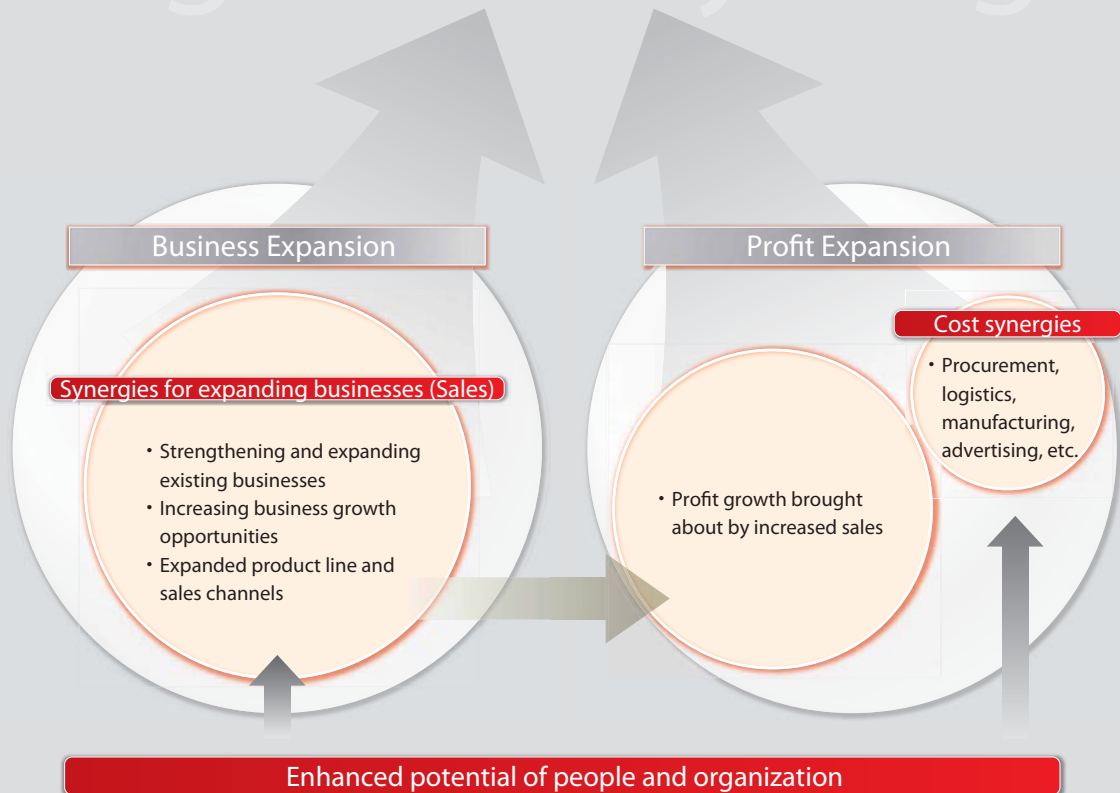 Business Expansion
Synergies for expanding businesses (Sales)
・Strengthening and expanding
existing businesses
・Increasing business growth
opportunities
・Expanded product line and
sales channels
Profit Expansion
Cost synergies
・Procurement,
logistics,
manufacturing,
advertising, etc.
・Profit growth brought
about by increased sales
Enhanced potential of people and organization